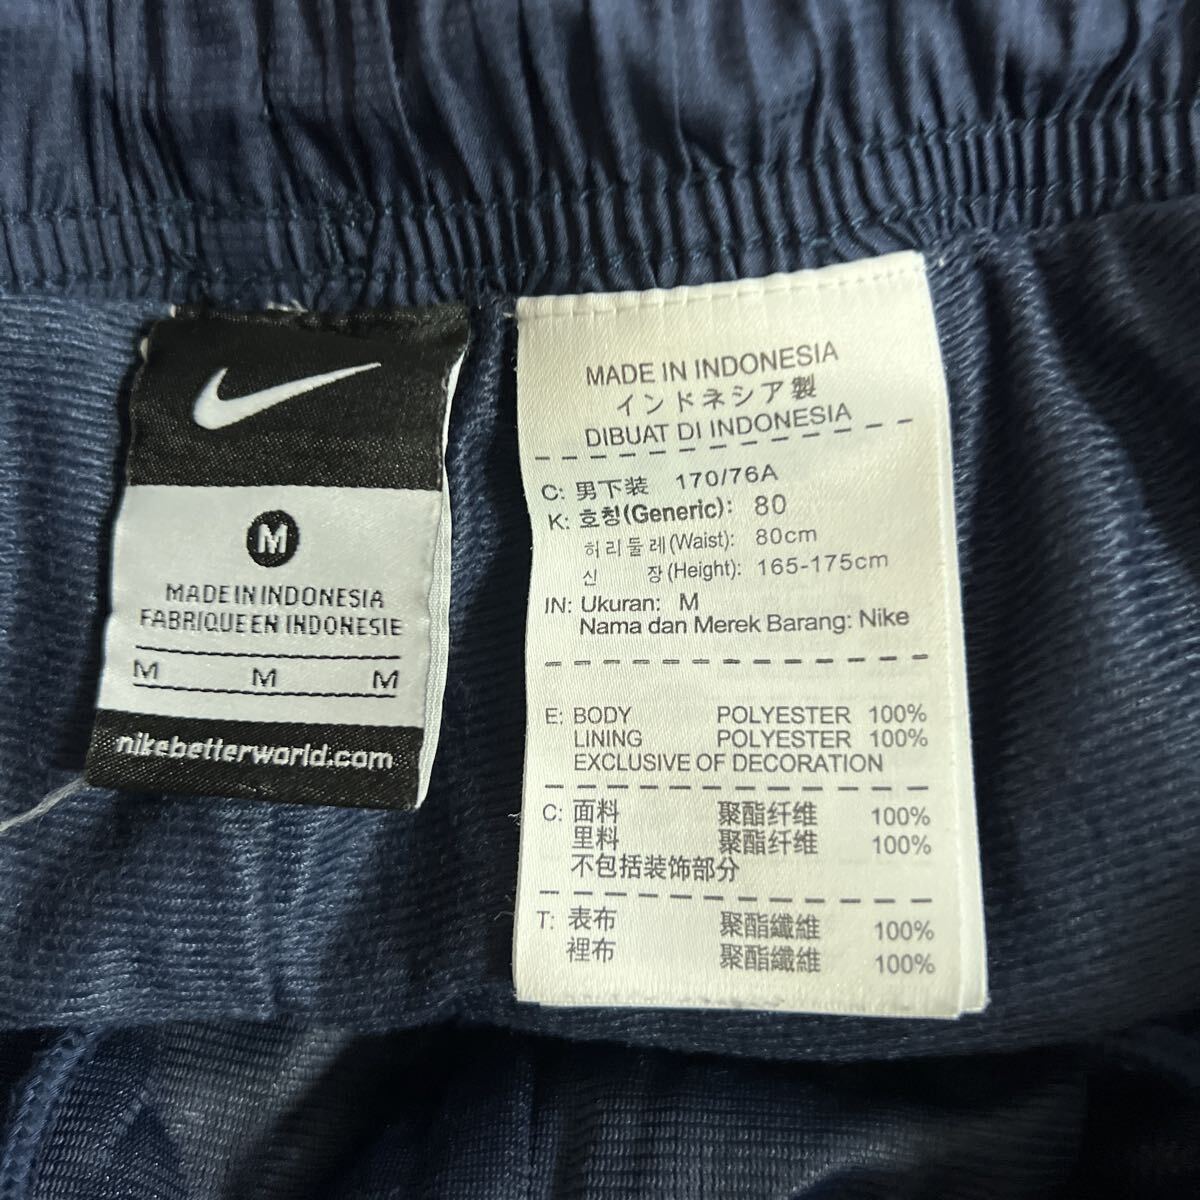 M
MADE IN INDONESIA
FABRIQUE EN INDONESIE
M M M
nikebetterworld.com
MADE IN INDONESIA
インドネシア製
DIBUAT DI INDONESIA
C: 男下装 170/76A
K: 호칭(Generic): 80
허리둘레(Waist): 80cm
신 장(Height): 165-175cm
IN: Ukuran: M
Nama dan Merek Barang: Nike
E: BODY POLYESTER 100%
LINING POLYESTER 100%
EXCLUSIVE OF DECORATION
C: 面料 聚酯纤维 100%
里料 聚酯纤维 100%
不包括装饰部分
T: 表布 聚酯纖維 100%
裡布 聚酯纖維 100%